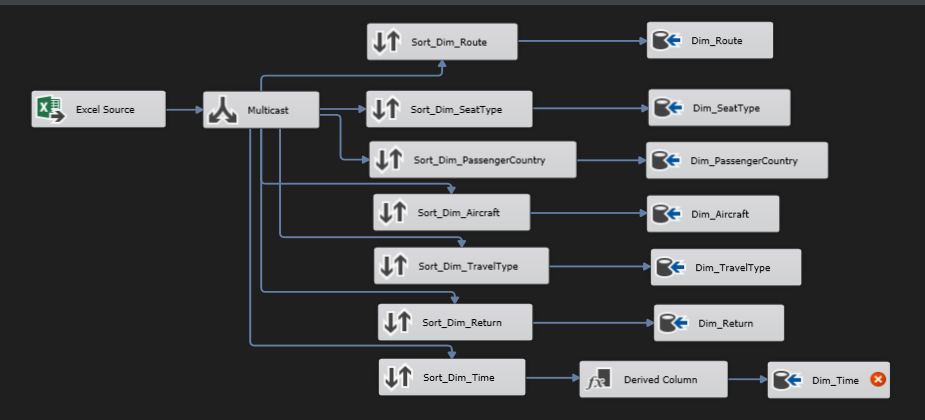 Sort_Dim_Route
Dim_Route
Excel Source
Multicast
Sort_Dim_SeatType
Dim_SeatType
Sort_Dim_PassengerCountry
Dim_PassengerCountry
Sort_Dim_Aircraft
Dim_Aircraft
Sort_Dim_TravelType
Dim_TravelType
Sort_Dim_Return
Dim_Return
Sort_Dim_Time
fx
Derived Column
Dim_Time